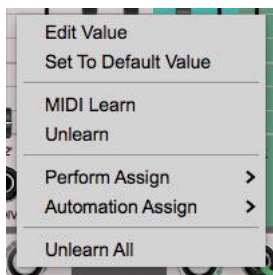 Edit Value
Set To Default Value
MIDI Learn
Unlearn
Perform Assign >
Automation Assign >
Unlearn All